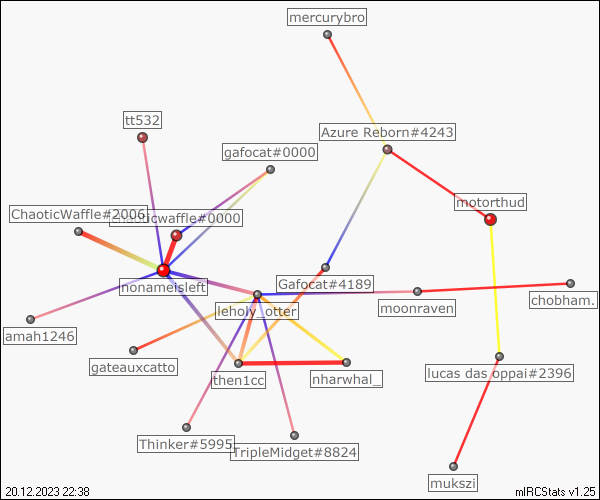 mercurybro
tt532
Azure Reborn#4243
gafocat#0000
motorthud
ChaoticWaffle#2006
chaoticwaffle#0000
nonameisleft
Gafocat#4189
leholy_otter
moonraven
chobham.
amah1246
gateauxcatto
then1cc
nharwhal_
lucas das oppai#2396
Thinker#5995
TripleMidget#8824
mukszi
20.12.2023 22:38
mIRCStats v1.25